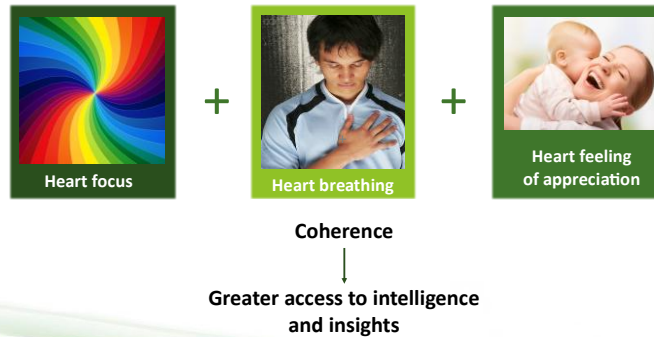 +
+
Heart focus
Heart breathing
Heart feeling
of appreciation
Coherence
Greater access to intelligence
and insights